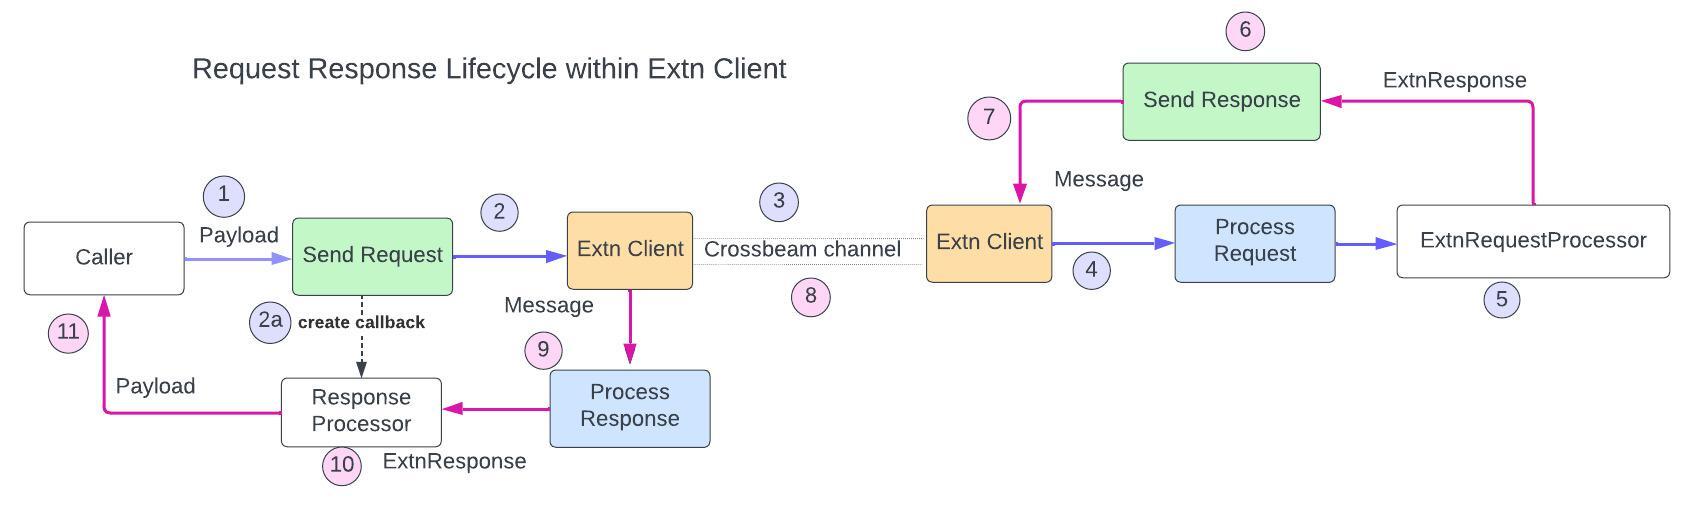 Request Response Lifecycle within Extn Client
6
Send Response
ExtnResponse
7
Message
1
Payload
2
3
Caller
Send Request
Extn Client
Crossbeam channel
Extn Client
Process
Request
ExtnRequestProcessor
4
5
8
2a
create callback
Message
9
11
Payload
Response
Processor
Process
Response
10
ExtnResponse